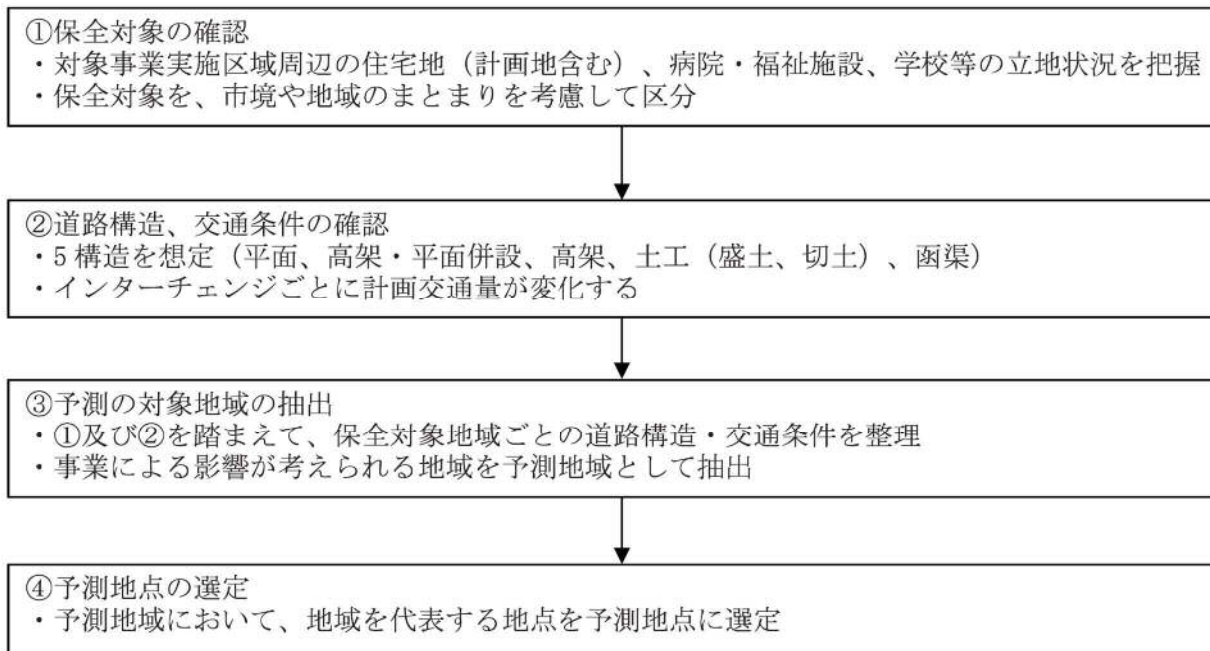 ①保全対象の確認
・対象事業実施区域周辺の住宅地（計画地含む）、病院・福祉施設、学校等の立地状況を把握
・保全対象を、市境や地域のまとまりを考慮して区分
②道路構造、交通条件の確認
・5構造を想定（平面、高架・平面併設、高架、土工（盛土、切土）、函渠）
・インターチェンジごとに計画交通量が変化する
③予測の対象地域の抽出
・①及び②を踏まえて、保全対象地域ごとの道路構造・交通条件を整理
・事業による影響が考えられる地域を予測地域として抽出
④予測地点の選定
・予測地域において、地域を代表する地点を予測地点に選定